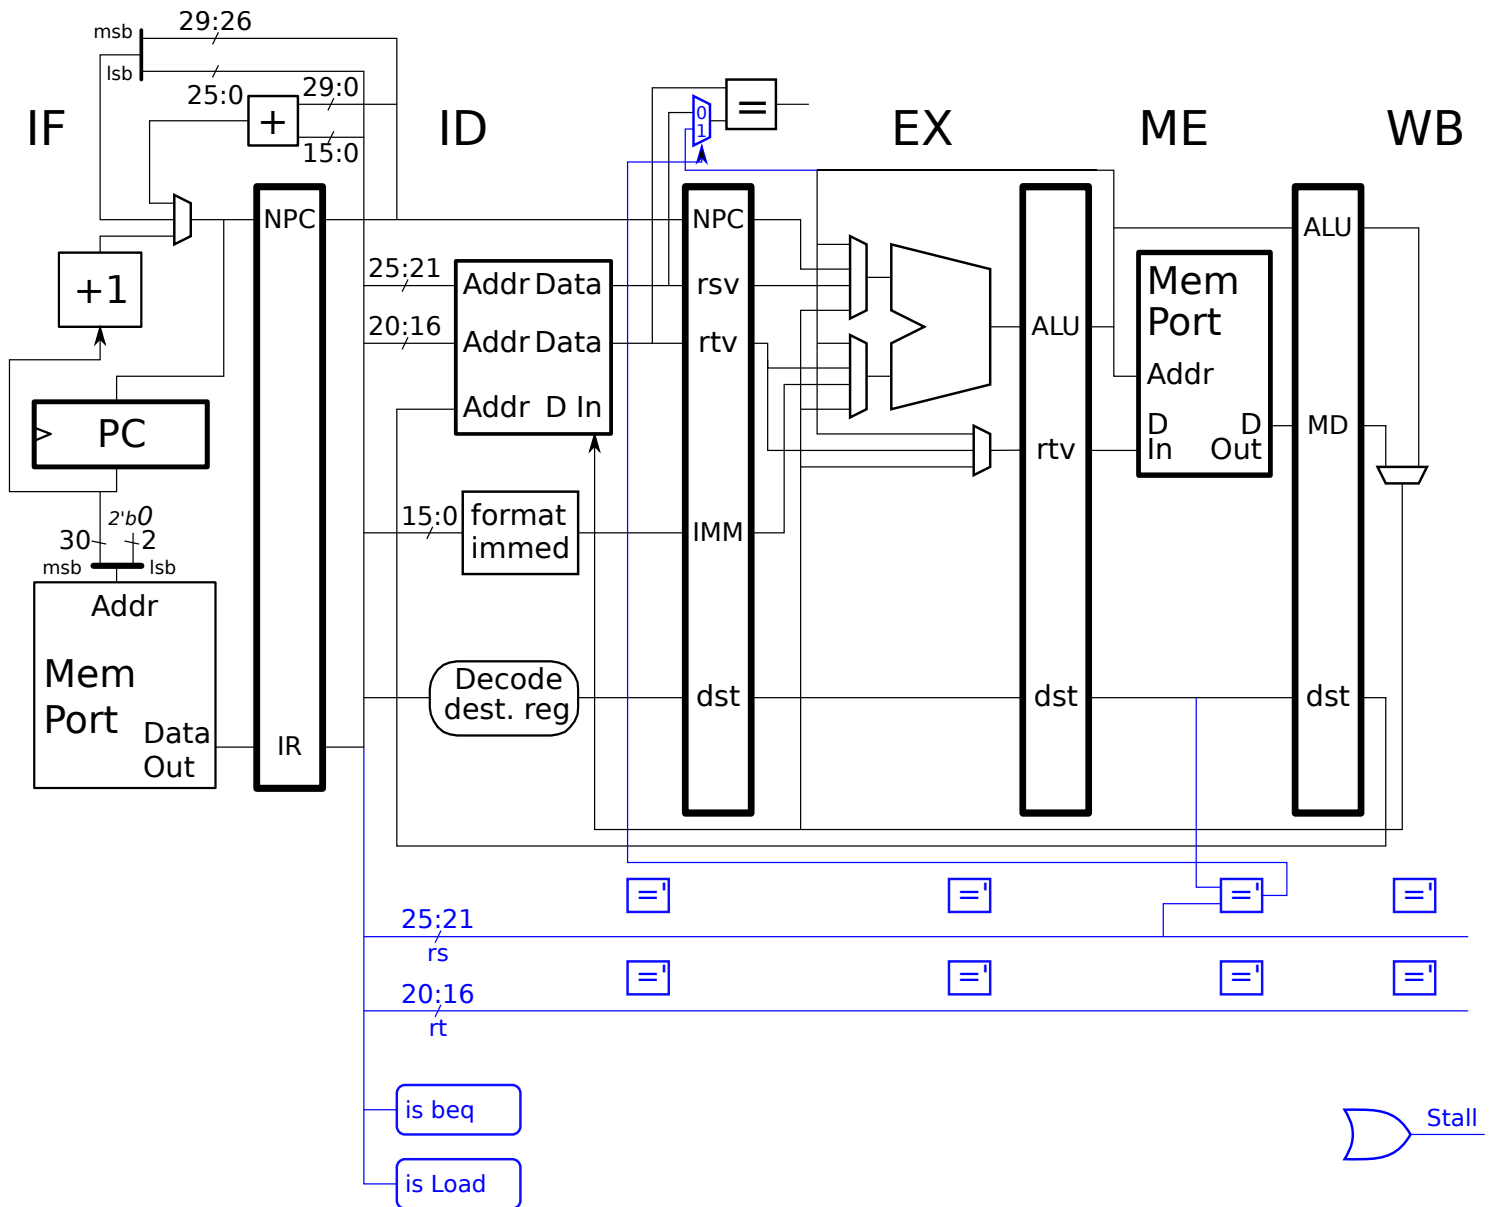 29:26
msb
lsb
25:0
29:0
+
15:0
0
1
=
IF
ID
EX
ME
WB
NPC
NPC
ALU
+1
25:21
Addr Data
rsv
Mem
Port
20:16
Addr Data
rtv
ALU
Addr
Addr D In
PC
D
In
D
Out
MD
rtv
2'b0
30
2
msb
lsb
15:0
format
immed
IMM
Addr
Mem
Port
Data
Out
Decode
dest. reg
dst
dst
dst
IR
='
='
='
='
25:21
rs
='
='
='
='
20:16
rt
is beq
Stall
is Load